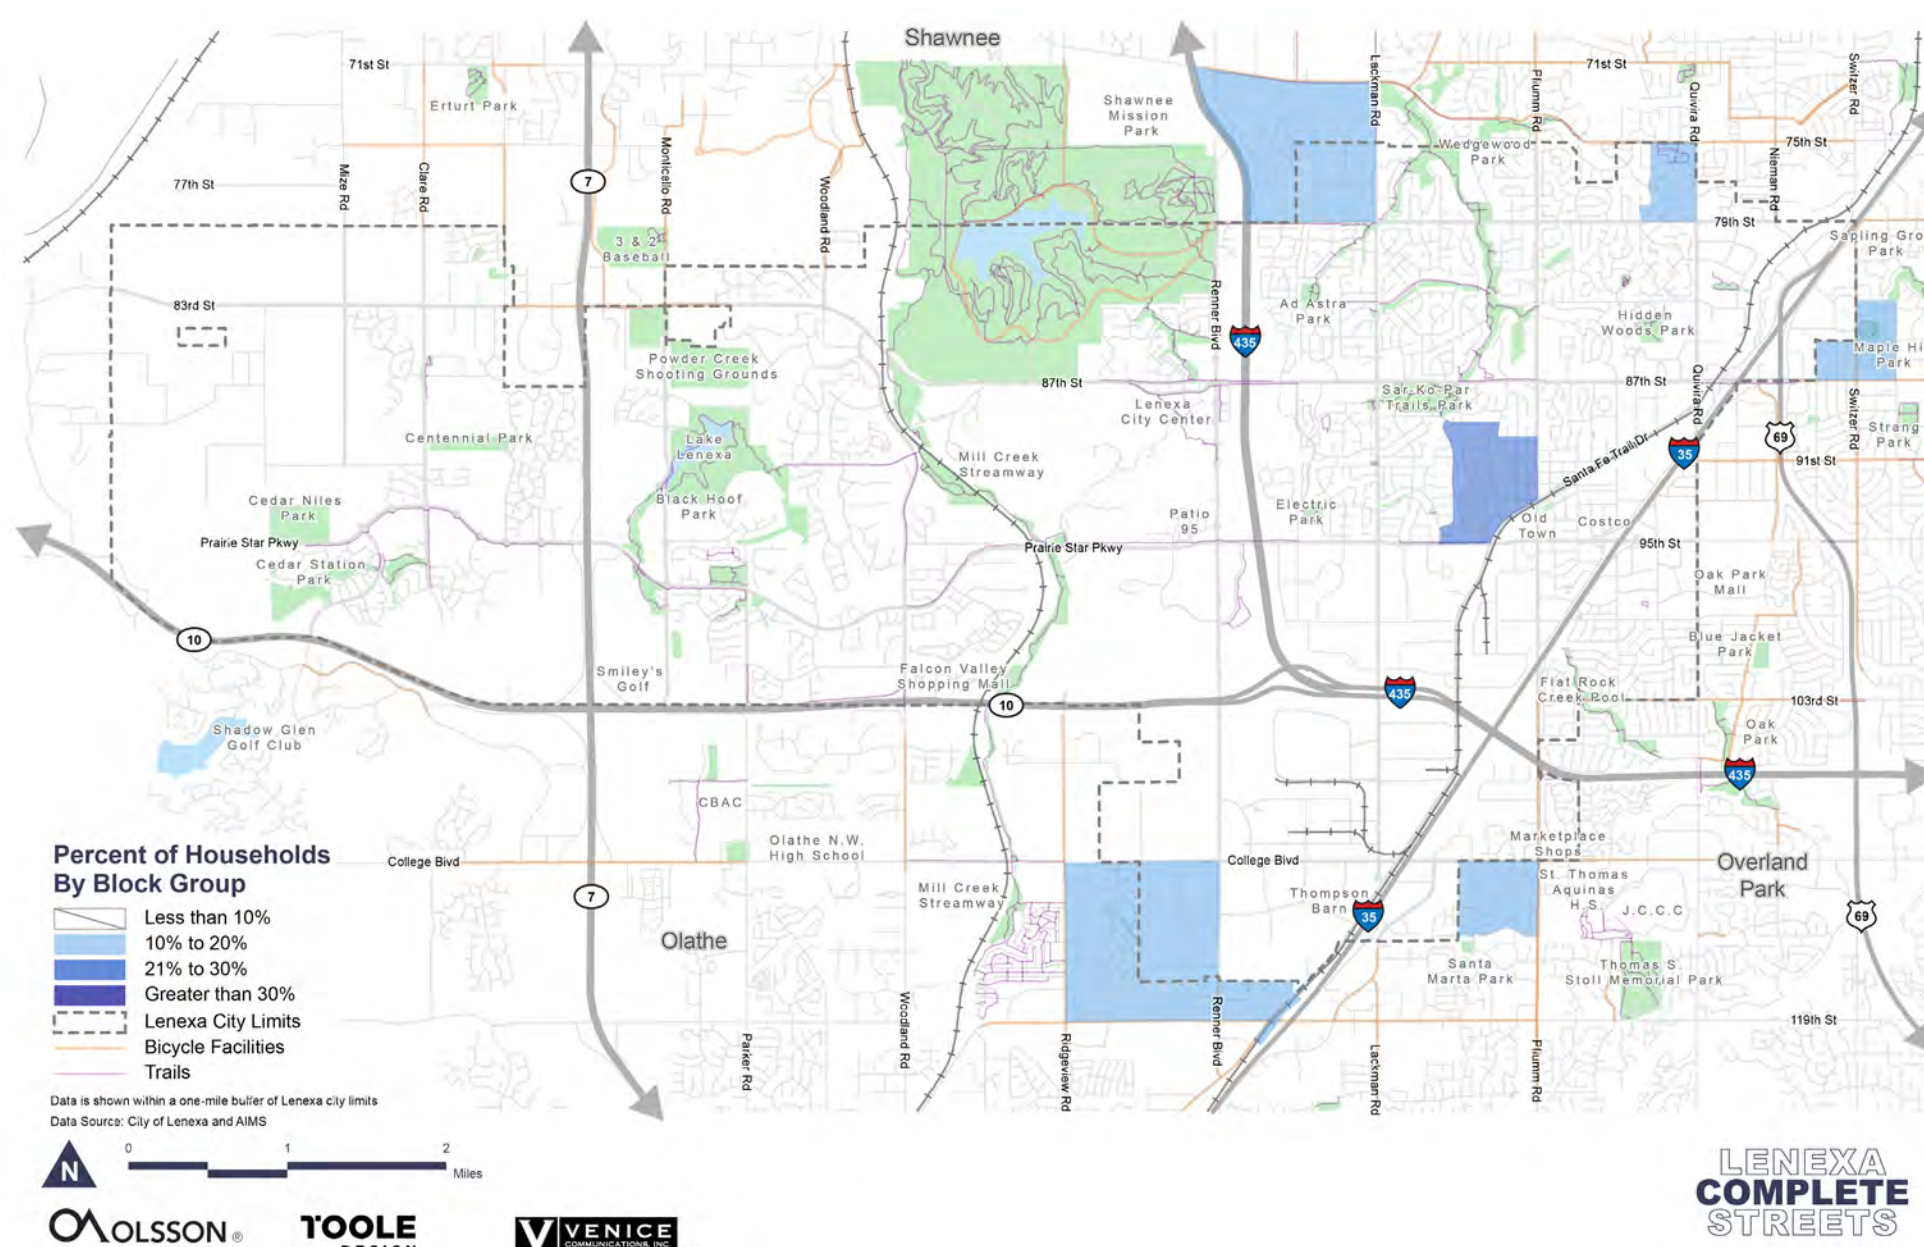 Shawnee
71st St
71st St
Erfurt Park
Shawnee
Mission
Park
Lackman Rd
Pflumm Rd
Quivira Rd
Switzer Rd
75th St
Wedgewood
Park
Mize Rd
Clare Rd
Monticello Rd
Woodland Rd
Nieman Rd
77th St
7
79th St
3 & 2
Baseball
Sapling Gro
Park
83rd St
Renner Blvd
Ad Astra
Park
Hidden
Woods Park
435
Maple Hi
Park
Powder Creek
Shooting Grounds
87th St
87th St
Sar-Ko-Par
Trails Park
Quivira Rd
Switzer Rd
Lenexa
City Center
Centennial Park
Lake
Lenexa
69
Strang
Park
35
91st St
Mill Creek
Streamway
Santa Fe Trail Dr
Cedar Niles
Park
Black Hoof
Park
Patio
95
Electric
Park
Old
Town
Costco
Prairie Star Pkwy
Prairie Star Pkwy
95th St
Cedar Station
Park
Oak Park
Mall
10
Blue Jacket
Park
Smiley's
Golf
Falcon Valley
Shopping Mall
435
Flat Rock
Creek Pool
10
103rd St
Shadow Glen
Golf Club
Oak
Park
435
CBAC
Olathe N.W.
High School
Marketplace
Shops
College Blvd
College Blvd
Overland
Park
7
Mill Creek
Streamway
Thompson
Barn
35
St. Thomas
Aquinas
H.S.
J.C.C.C
69
Olathe
Santa
Marta Park
Thomas S.
Stoll Memorial Park
119th St
Parker Rd
Woodland Rd
Ridgeview Rd
Renner Blvd
Lackman Rd
Pflumm Rd
Percent of Households
By Block Group
Less than 10%
10% to 20%
21% to 30%
Greater than 30%
Lenexa City Limits
Bicycle Facilities
Trails
Data is shown within a one-mile buffer of Lenexa city limits
Data Source: City of Lenexa and AIMS
N
0 1 2
Miles
OLSSON ®
TOOLE
DESIGN
V VENICE
COMMUNICATIONS, INC.
LENEXA
COMPLETE
STREETS